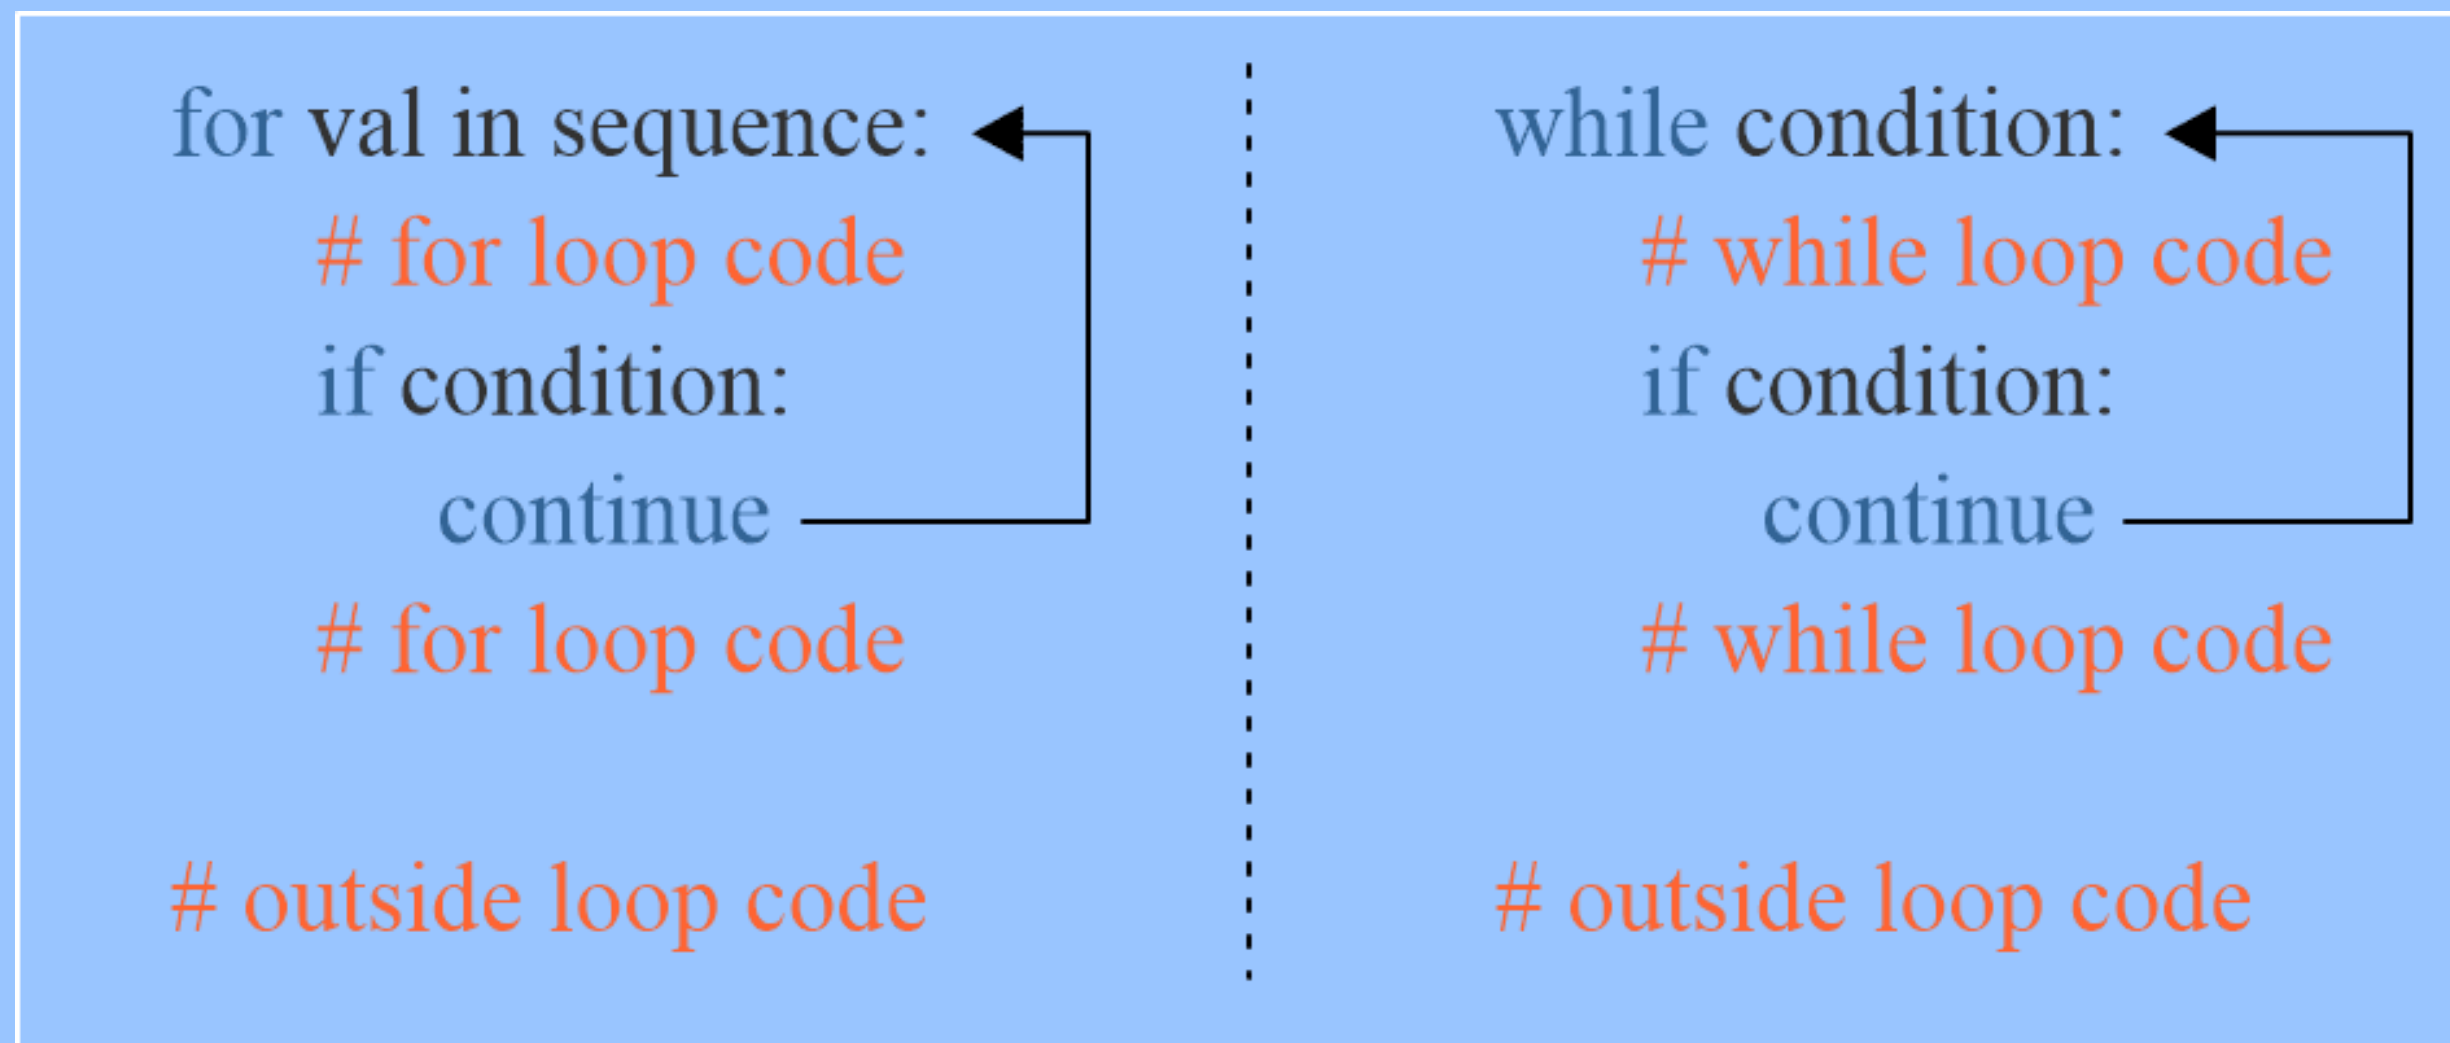 for val in sequence:
# for loop code
if condition:
continue
# for loop code
# outside loop code
while condition:
# while loop code
if condition:
continue
# while loop code
# outside loop code